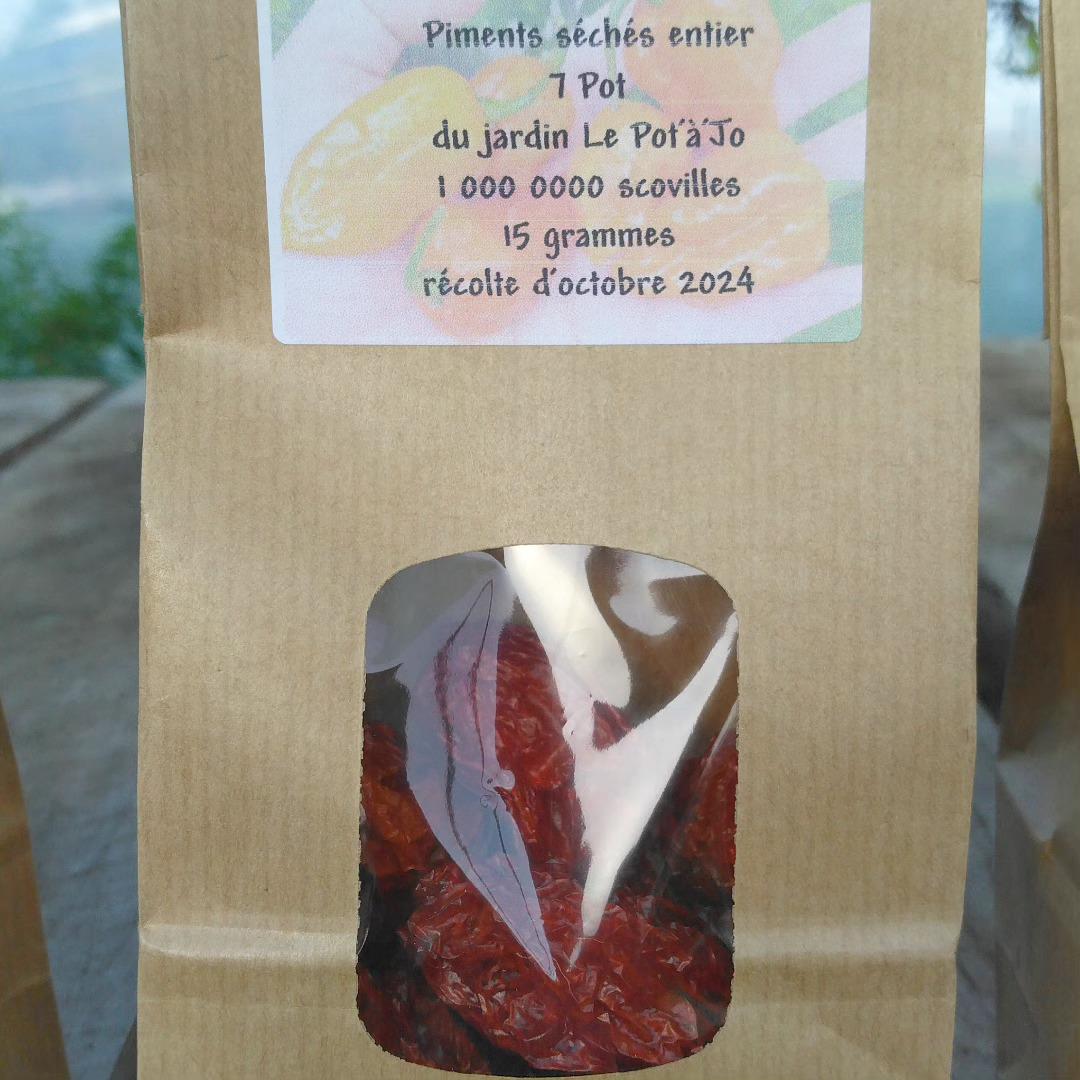 Piments séchés entier
7 Pot
du jardin Le Pot'à'Jo
1 000 0000 scovilles
15 grammes
récolte d'octobre 2024